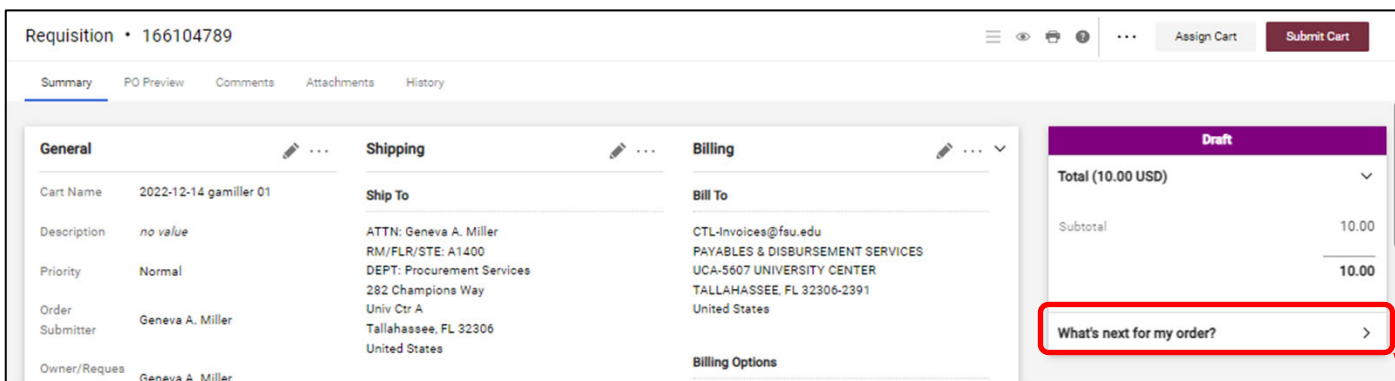 Requisition • 166104789
... Assign Cart Submit Cart
Summary PO Preview Comments Attachments History
General ...
Cart Name 2022-12-14 gamiller 01
Description no value
Priority Normal
Order Submitter Geneva A. Miller
Owner/Reques Geneva A. Miller
Shipping ...
Ship To
ATTN: Geneva A. Miller
RM/FLR/STE: A1400
DEPT: Procurement Services
282 Champions Way
Univ Ctr A
Tallahassee, FL 32306
United States
Billing ...
Bill To
CTL-Invoices@fsu.edu
PAYABLES & DISBURSEMENT SERVICES
UCA-5607 UNIVERSITY CENTER
TALLAHASSEE, FL 32306-2391
United States
Billing Options
Draft
Total (10.00 USD)
Subtotal 10.00
10.00
What's next for my order?